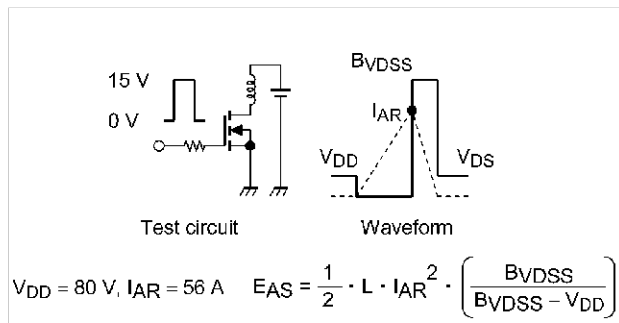 15 V
0 V
BVDSS
IAR
VDD
VDS
Test circuit
Waveform
VDD = 80 V, IAR = 56 A
EAS = 1/2 · L · IAR² · (BVDSS / (BVDSS − VDD))